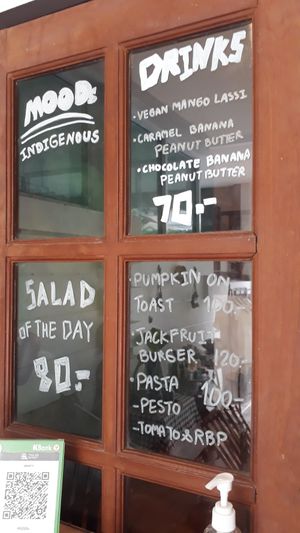 MOOD:
INDIGENOUS
DRINKS
• VEGAN MANGO LASSI
• CARAMEL BANANA
PEANUT BUTTER
• CHOCOLATE BANANA
PEANUT BUTTER
70.-
SALAD
OF THE DAY
80.-
• PUMPKIN ON
TOAST 100.-
• JACKFRUIT
BURGER 120.-
• PASTA 100-
- PESTO
- TOMATO & RBP
KBank